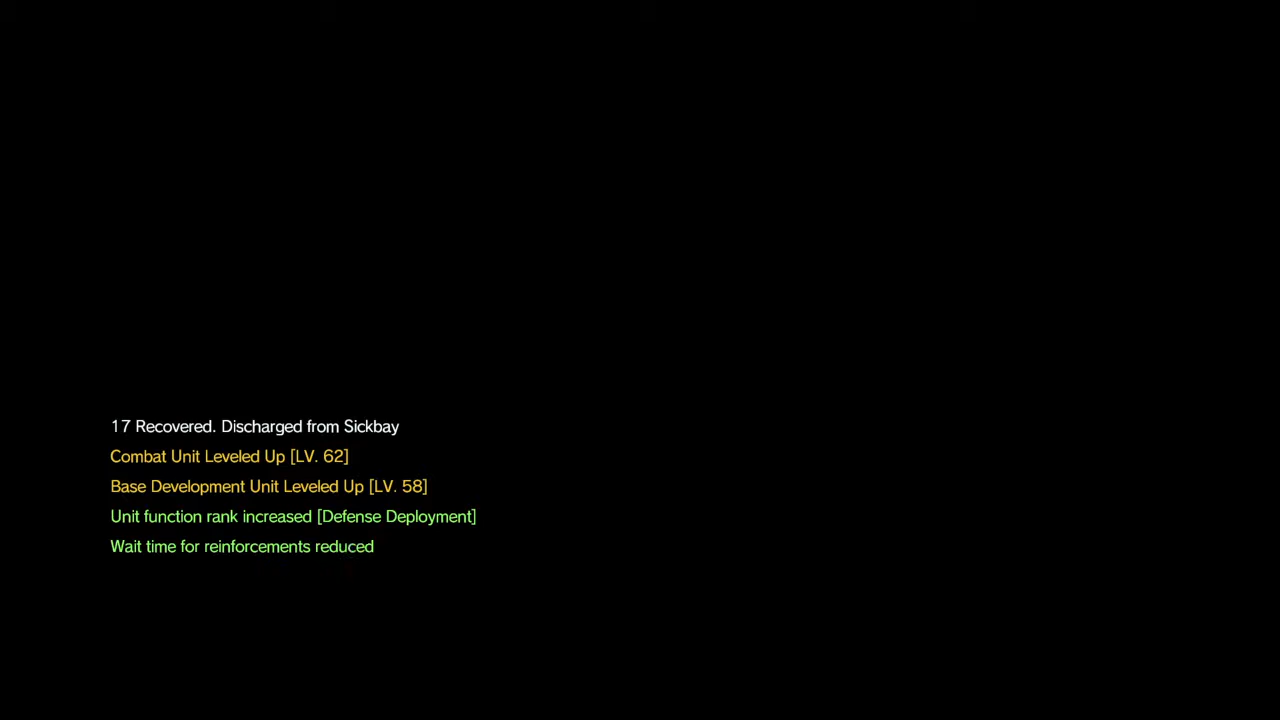 17 Recovered. Discharged from Sickbay
Combat Unit Leveled Up [LV. 62]
Base Development Unit Leveled Up [LV. 58]
Unit function rank increased [Defense Deployment]
Wait time for reinforcements reduced